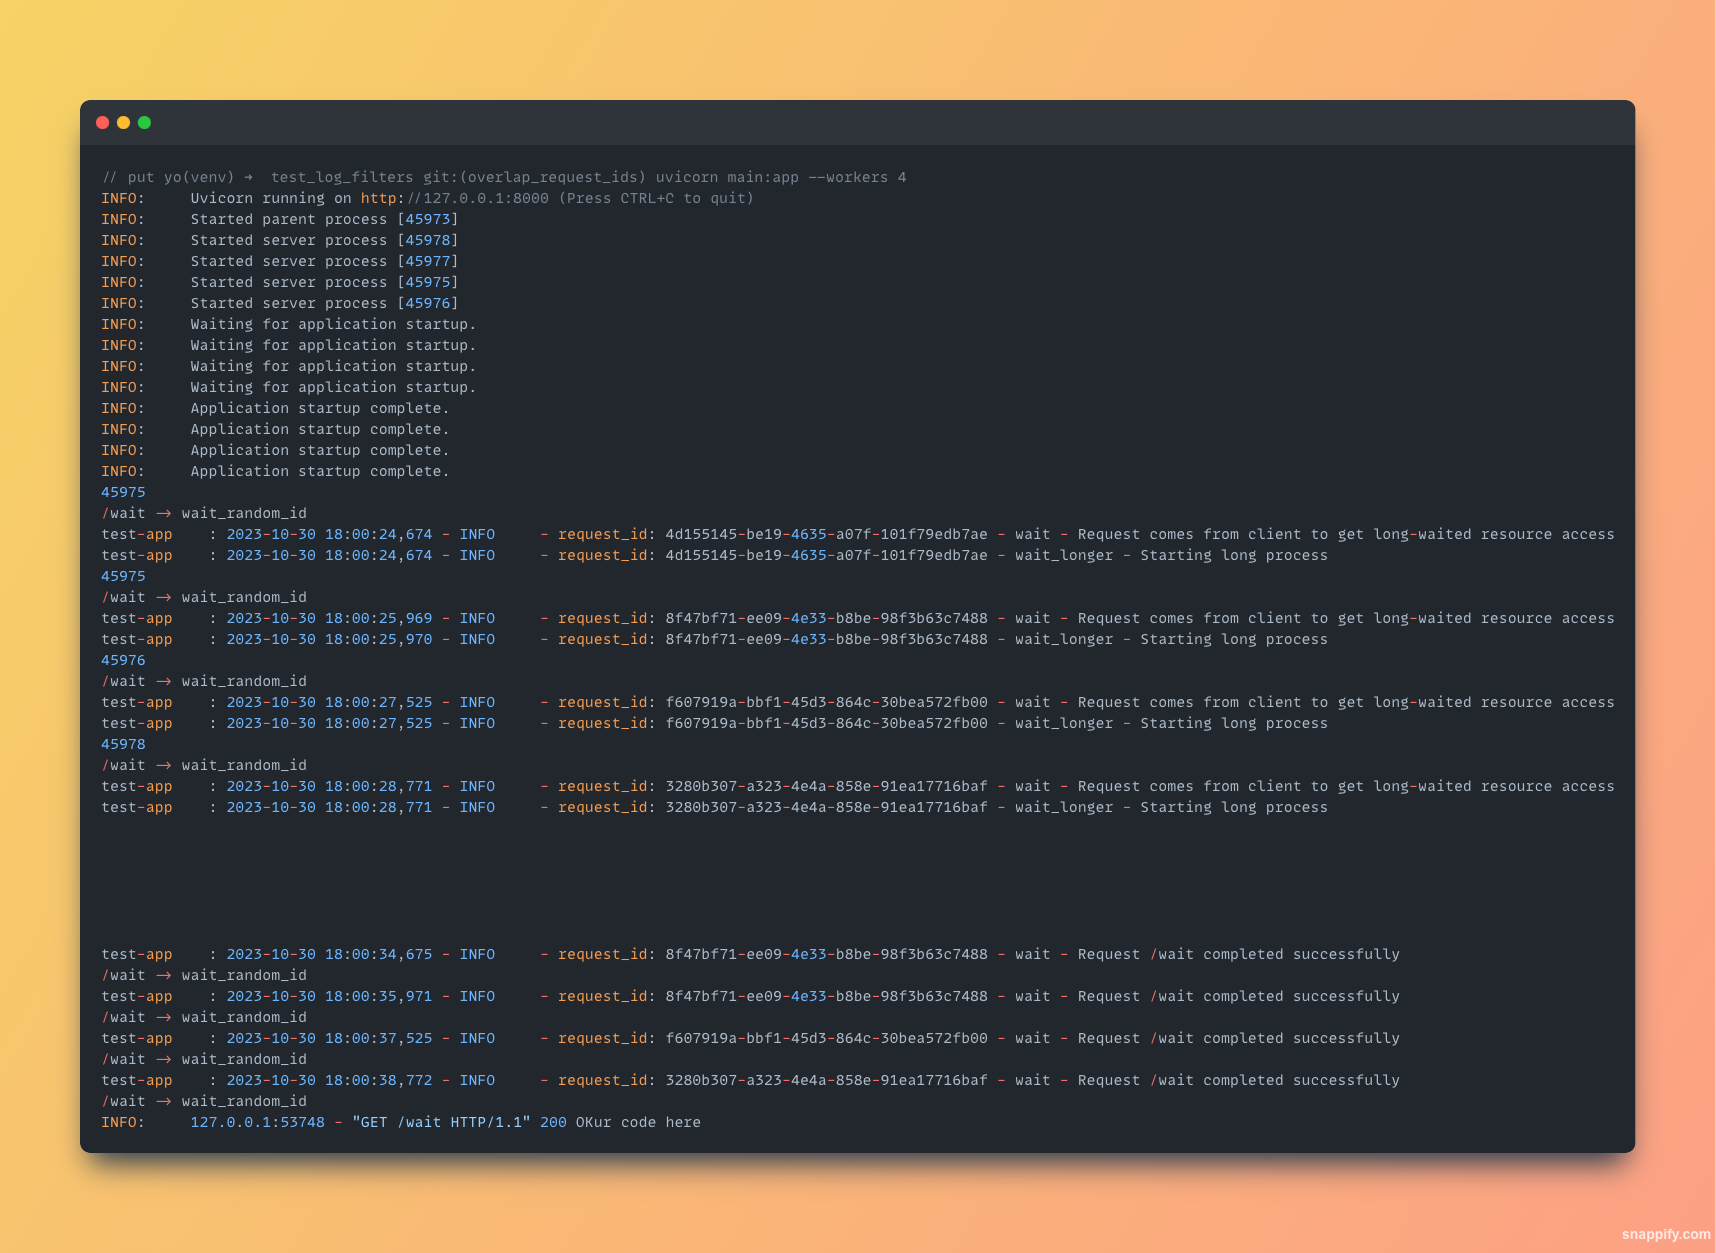 // put yo(venv) ➜  test_log_filters git:(overlap_request_ids) uvicorn main:app --workers 4
INFO:     Uvicorn running on http://127.0.0.1:8000 (Press CTRL+C to quit)
INFO:     Started parent process [45973]
INFO:     Started server process [45978]
INFO:     Started server process [45977]
INFO:     Started server process [45975]
INFO:     Started server process [45976]
INFO:     Waiting for application startup.
INFO:     Waiting for application startup.
INFO:     Waiting for application startup.
INFO:     Waiting for application startup.
INFO:     Application startup complete.
INFO:     Application startup complete.
INFO:     Application startup complete.
INFO:     Application startup complete.
45975
/wait -> wait_random_id
test-app    : 2023-10-30 18:00:24,674 - INFO     - request_id: 4d155145-be19-4635-a07f-101f79edb7ae - wait - Request comes from client to get long-waited resource access
test-app    : 2023-10-30 18:00:24,674 - INFO     - request_id: 4d155145-be19-4635-a07f-101f79edb7ae - wait_longer - Starting long process
45975
/wait -> wait_random_id
test-app    : 2023-10-30 18:00:25,969 - INFO     - request_id: 8f47bf71-ee09-4e33-b8be-98f3b63c7488 - wait - Request comes from client to get long-waited resource access
test-app    : 2023-10-30 18:00:25,970 - INFO     - request_id: 8f47bf71-ee09-4e33-b8be-98f3b63c7488 - wait_longer - Starting long process
45976
/wait -> wait_random_id
test-app    : 2023-10-30 18:00:27,525 - INFO     - request_id: f607919a-bbf1-45d3-864c-30bea572fb00 - wait - Request comes from client to get long-waited resource access
test-app    : 2023-10-30 18:00:27,525 - INFO     - request_id: f607919a-bbf1-45d3-864c-30bea572fb00 - wait_longer - Starting long process
45978
/wait -> wait_random_id
test-app    : 2023-10-30 18:00:28,771 - INFO     - request_id: 3280b307-a323-4e4a-858e-91ea17716baf - wait - Request comes from client to get long-waited resource access
test-app    : 2023-10-30 18:00:28,771 - INFO     - request_id: 3280b307-a323-4e4a-858e-91ea17716baf - wait_longer - Starting long process
test-app    : 2023-10-30 18:00:34,675 - INFO     - request_id: 8f47bf71-ee09-4e33-b8be-98f3b63c7488 - wait - Request /wait completed successfully
/wait -> wait_random_id
test-app    : 2023-10-30 18:00:35,971 - INFO     - request_id: 8f47bf71-ee09-4e33-b8be-98f3b63c7488 - wait - Request /wait completed successfully
/wait -> wait_random_id
test-app    : 2023-10-30 18:00:37,525 - INFO     - request_id: f607919a-bbf1-45d3-864c-30bea572fb00 - wait - Request /wait completed successfully
/wait -> wait_random_id
test-app    : 2023-10-30 18:00:38,772 - INFO     - request_id: 3280b307-a323-4e4a-858e-91ea17716baf - wait - Request /wait completed successfully
/wait -> wait_random_id
INFO:     127.0.0.1:53748 - "GET /wait HTTP/1.1" 200 OKur code here
snappify.com